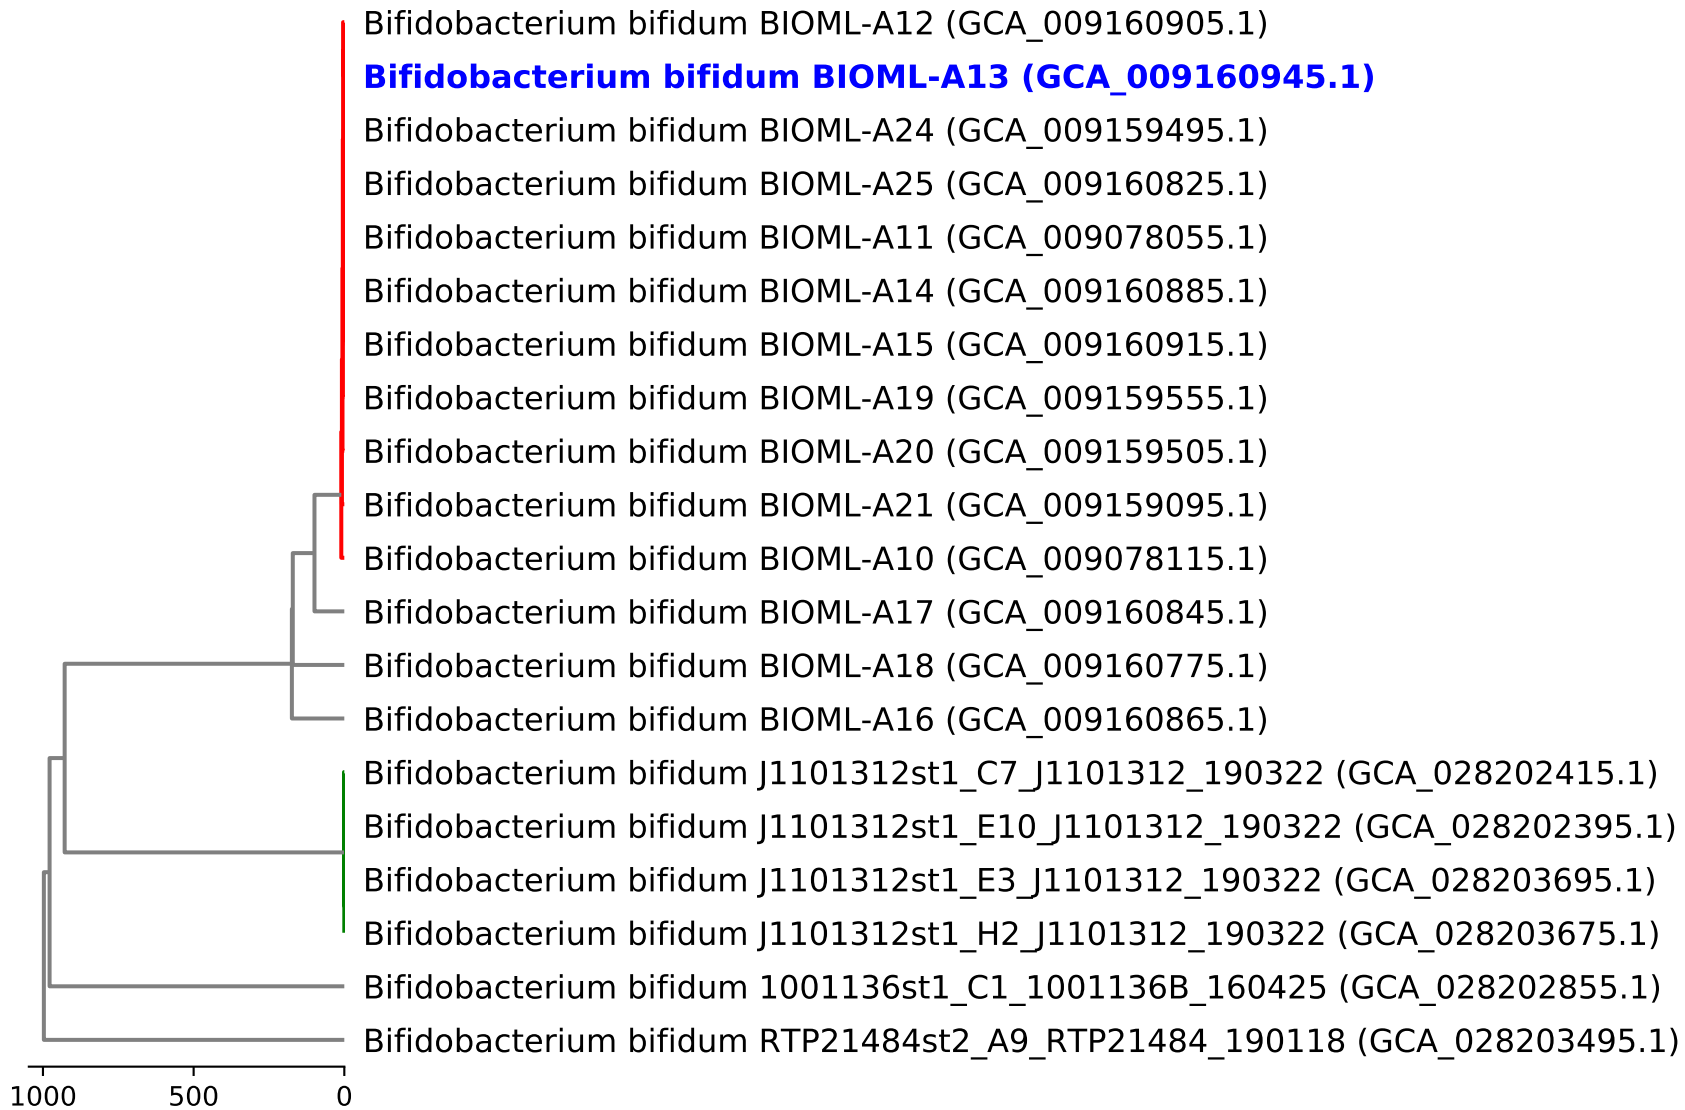 Bifidobacterium bifidum BIOML-A12 (GCA_009160905.1)
Bifidobacterium bifidum BIOML-A13 (GCA_009160945.1)
Bifidobacterium bifidum BIOML-A24 (GCA_009159495.1)
Bifidobacterium bifidum BIOML-A25 (GCA_009160825.1)
Bifidobacterium bifidum BIOML-A11 (GCA_009078055.1)
Bifidobacterium bifidum BIOML-A14 (GCA_009160885.1)
Bifidobacterium bifidum BIOML-A15 (GCA_009160915.1)
Bifidobacterium bifidum BIOML-A19 (GCA_009159555.1)
Bifidobacterium bifidum BIOML-A20 (GCA_009159505.1)
Bifidobacterium bifidum BIOML-A21 (GCA_009159095.1)
Bifidobacterium bifidum BIOML-A10 (GCA_009078115.1)
Bifidobacterium bifidum BIOML-A17 (GCA_009160845.1)
Bifidobacterium bifidum BIOML-A18 (GCA_009160775.1)
Bifidobacterium bifidum BIOML-A16 (GCA_009160865.1)
Bifidobacterium bifidum J1101312st1_C7_J1101312_190322 (GCA_028202415.1)
Bifidobacterium bifidum J1101312st1_E10_J1101312_190322 (GCA_028202395.1)
Bifidobacterium bifidum J1101312st1_E3_J1101312_190322 (GCA_028203695.1)
Bifidobacterium bifidum J1101312st1_H2_J1101312_190322 (GCA_028203675.1)
Bifidobacterium bifidum 1001136st1_C1_1001136B_160425 (GCA_028202855.1)
Bifidobacterium bifidum RTP21484st2_A9_RTP21484_190118 (GCA_028203495.1)
1000 500 0